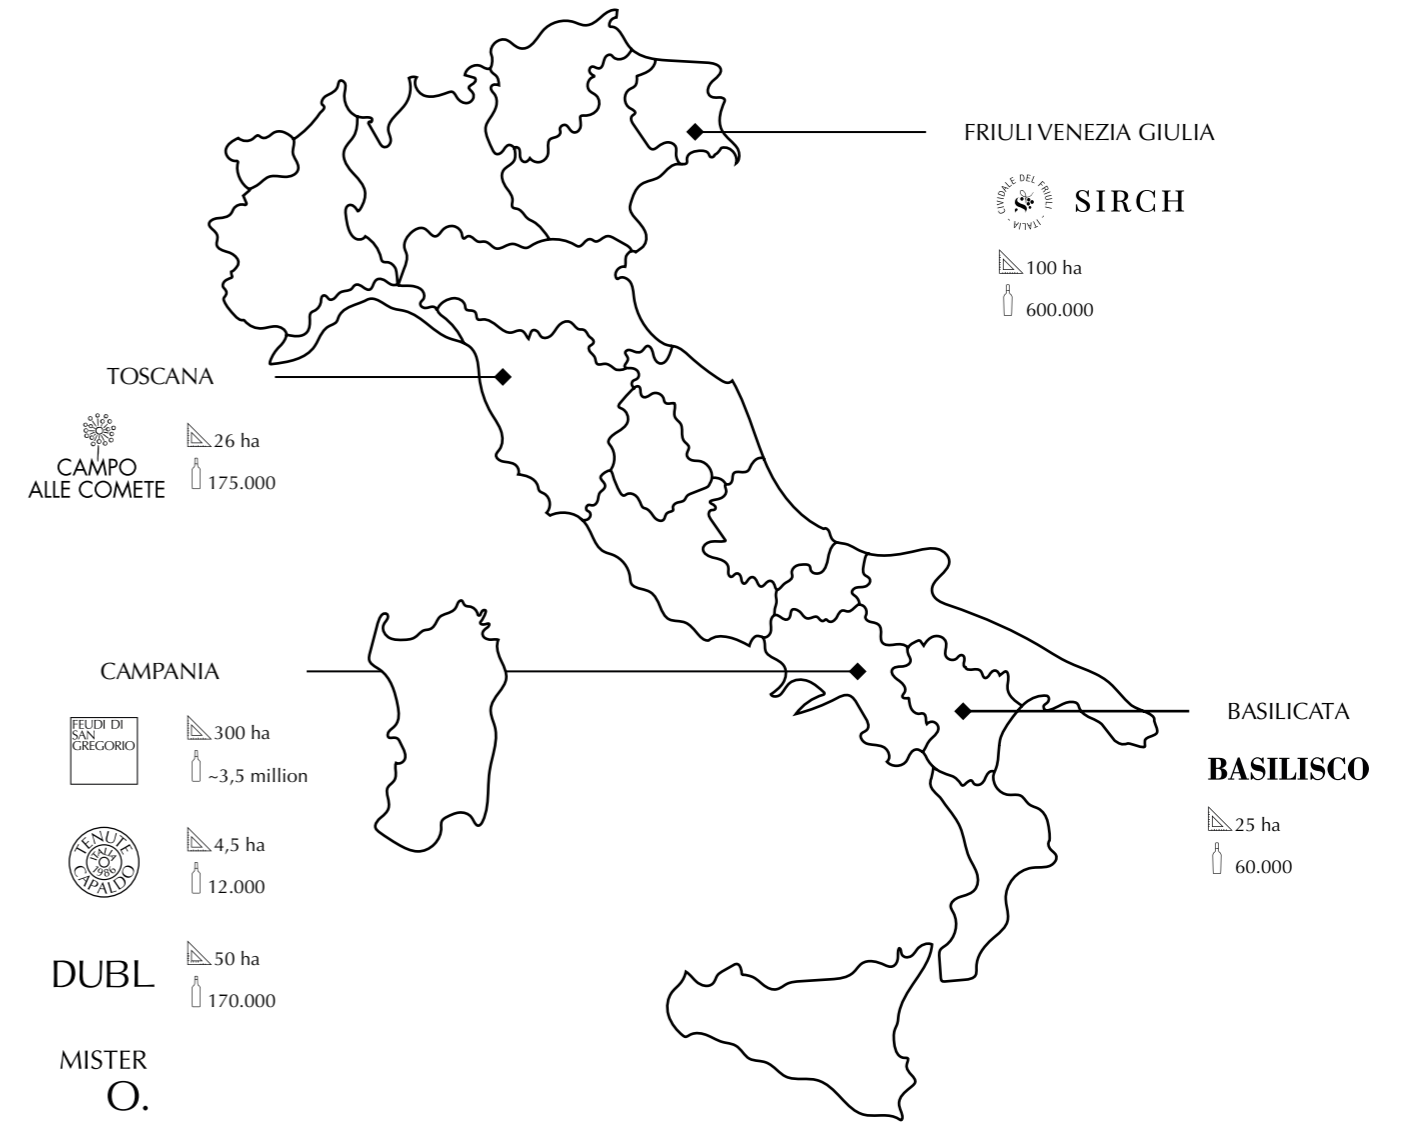 FRIULI VENEZIA GIULIA
CIVIDALE DEL FRIULI - ITALIA -
S
SIRCH
100 ha
600.000
TOSCANA
CAMPO
ALLE COMETE
26 ha
175.000
CAMPANIA
FEUDI DI
SAN
GREGORIO
300 ha
~3,5 million
TENUTE
CAPALDO
ITALIA
1986
4,5 ha
12.000
DUBL
50 ha
170.000
MISTER
O.
BASILICATA
BASILISCO
25 ha
60.000